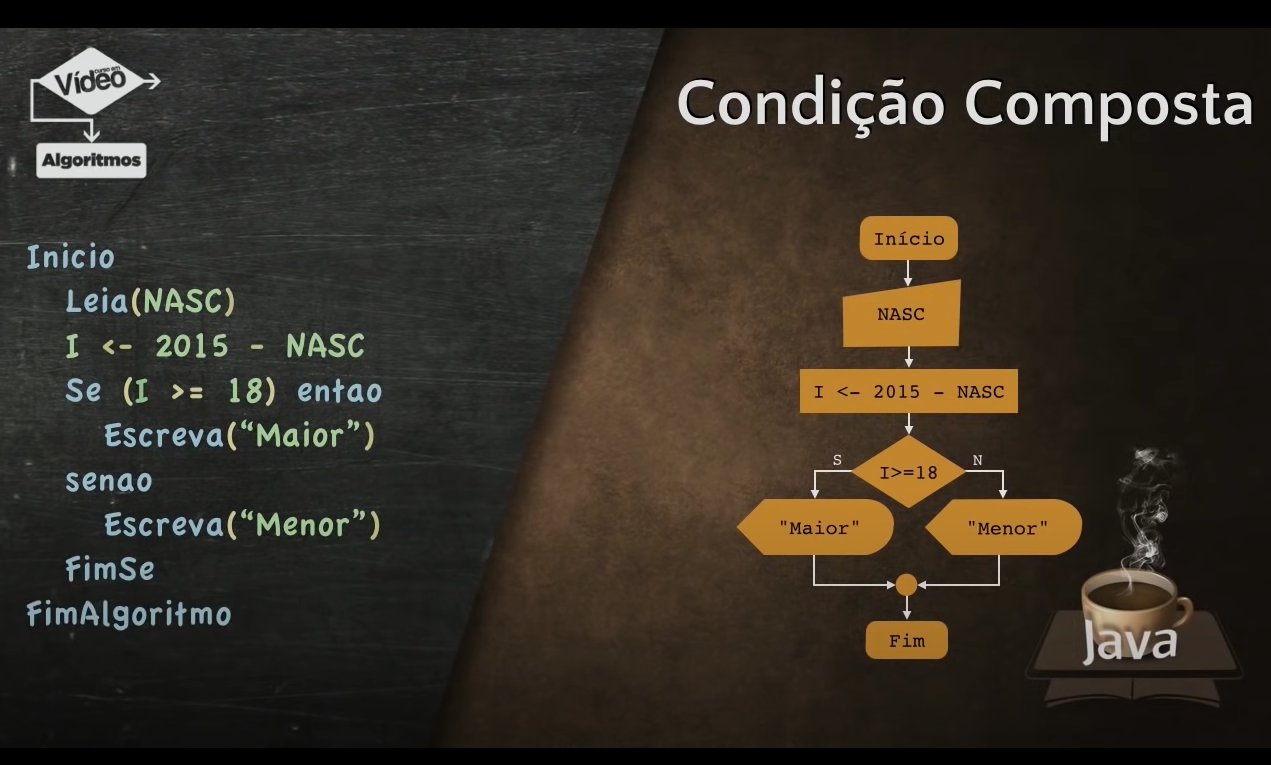 curso em
Vídeo
Algoritmos
Condição Composta
Inicio
Leia(NASC)
I <- 2015 - NASC
Se (I >= 18) entao
Escreva(“Maior”)
senao
Escreva(“Menor”)
FimSe
FimAlgoritmo
Início
NASC
I <- 2015 - NASC
I>=18
S
N
"Maior"
"Menor"
Fim
Java